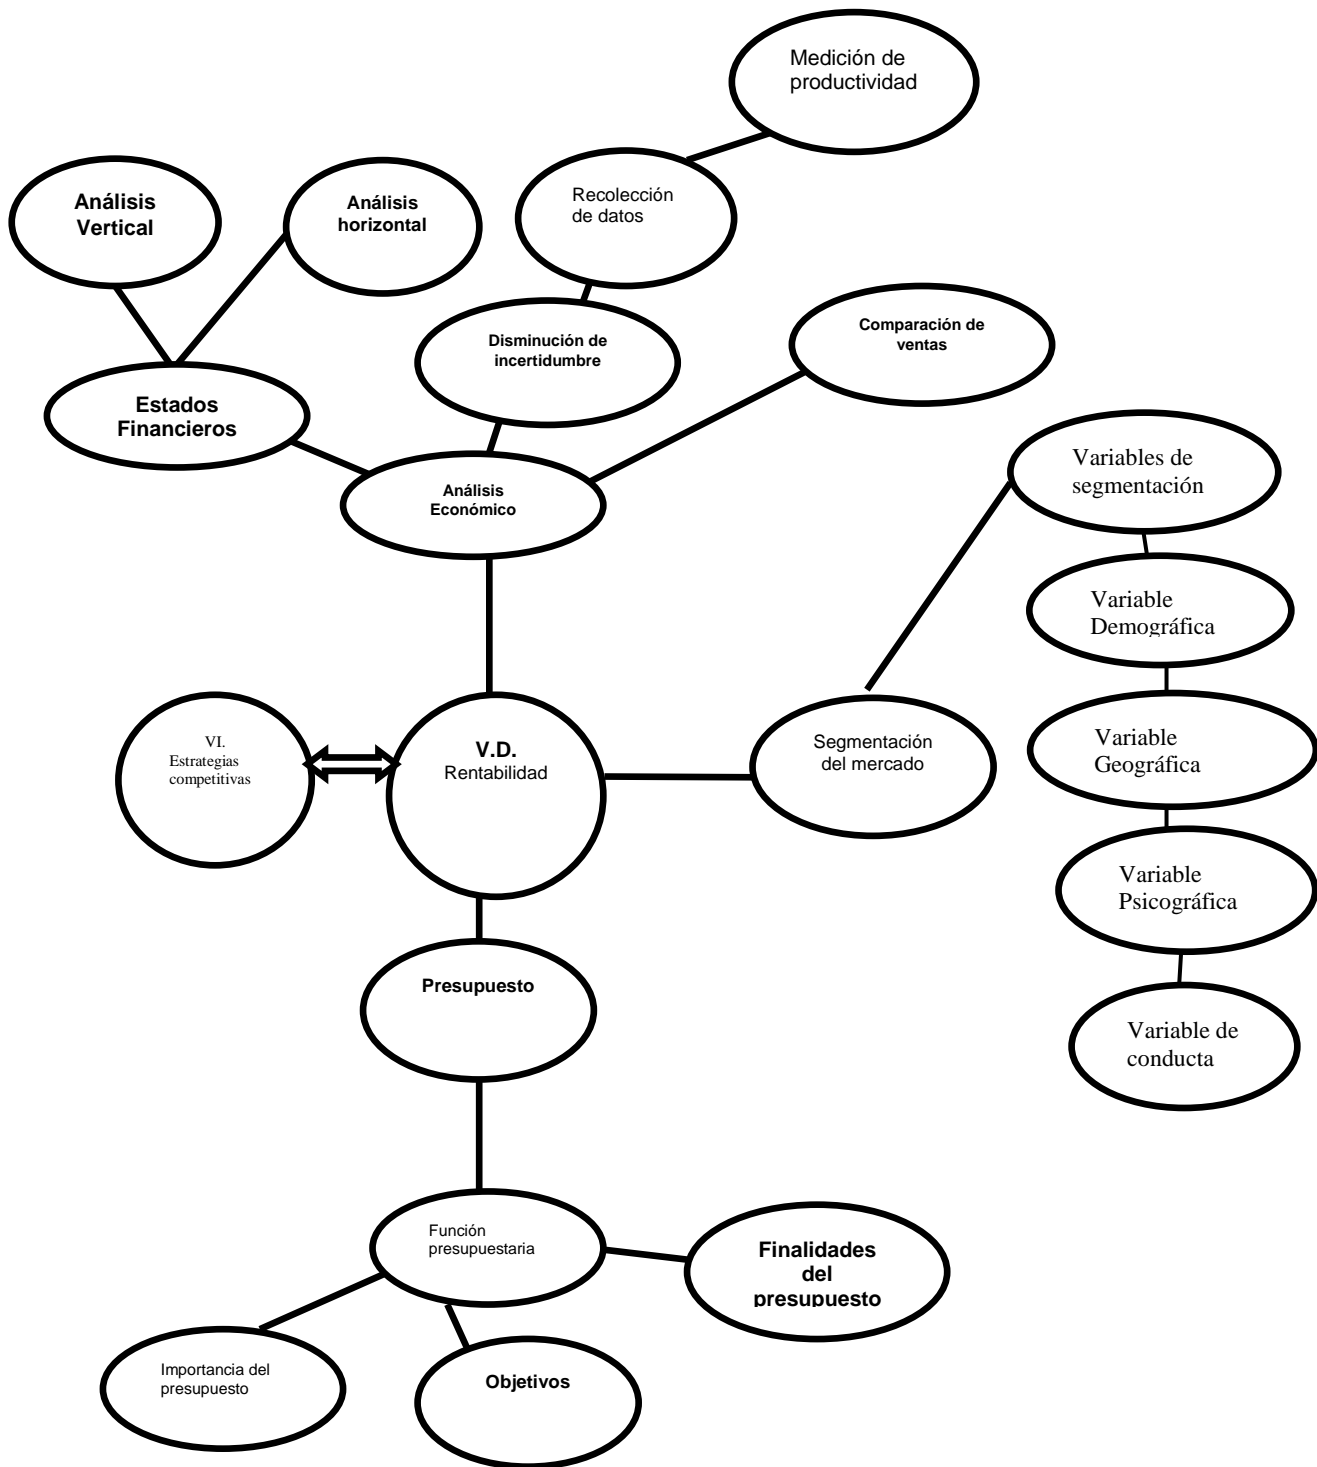 Medición de
productividad
Análisis
Vertical
Análisis
horizontal
Recolección
de datos
Disminución de
incertidumbre
Comparación de
ventas
Estados
Financieros
Análisis
Económico
Variables de
segmentación
Variable
Demográfica
Variable
Geográfica
Variable
Psicográfica
Variable de
conducta
VI.
Estrategias
competitivas
V.D.
Rentabilidad
Segmentación
del mercado
Presupuesto
Función
presupuestaria
Finalidades
del
presupuesto
Importancia del
presupuesto
Objetivos